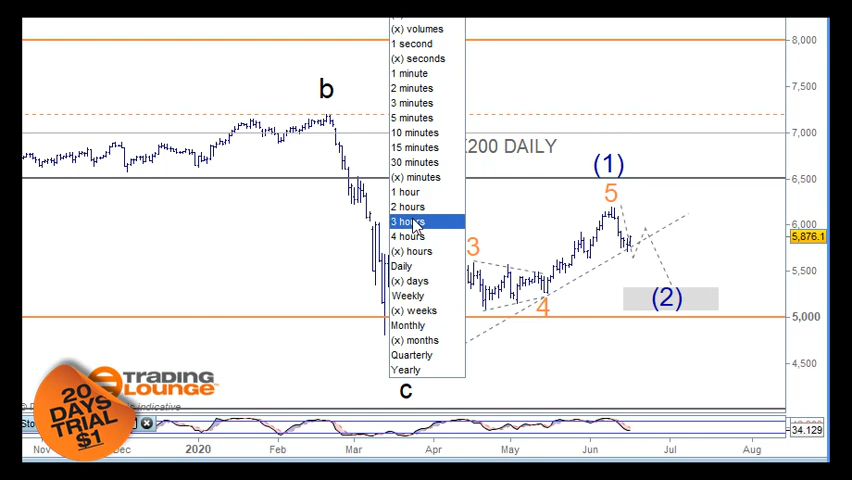 (x) volumes
1 second
(x) seconds
1 minute
2 minutes
3 minutes
5 minutes
10 minutes
15 minutes
30 minutes
(x) minutes
1 hour
2 hours
3 hours
4 hours
(x) hours
Daily
(x) days
Weekly
(x) weeks
Monthly
(x) months
Quarterly
Yearly
b
200 DAILY
(1)
5
3
4
(2)
c
8,000
7,500
7,000
6,500
6,000
5,876.1
5,500
5,000
4,500
34.129
TRADING
LOUNGE
20
DAYS
TRIAL
$1
indicative
Sto
Nov
Dec
2020
Feb
Mar
Apr
May
Jun
Jul
Aug